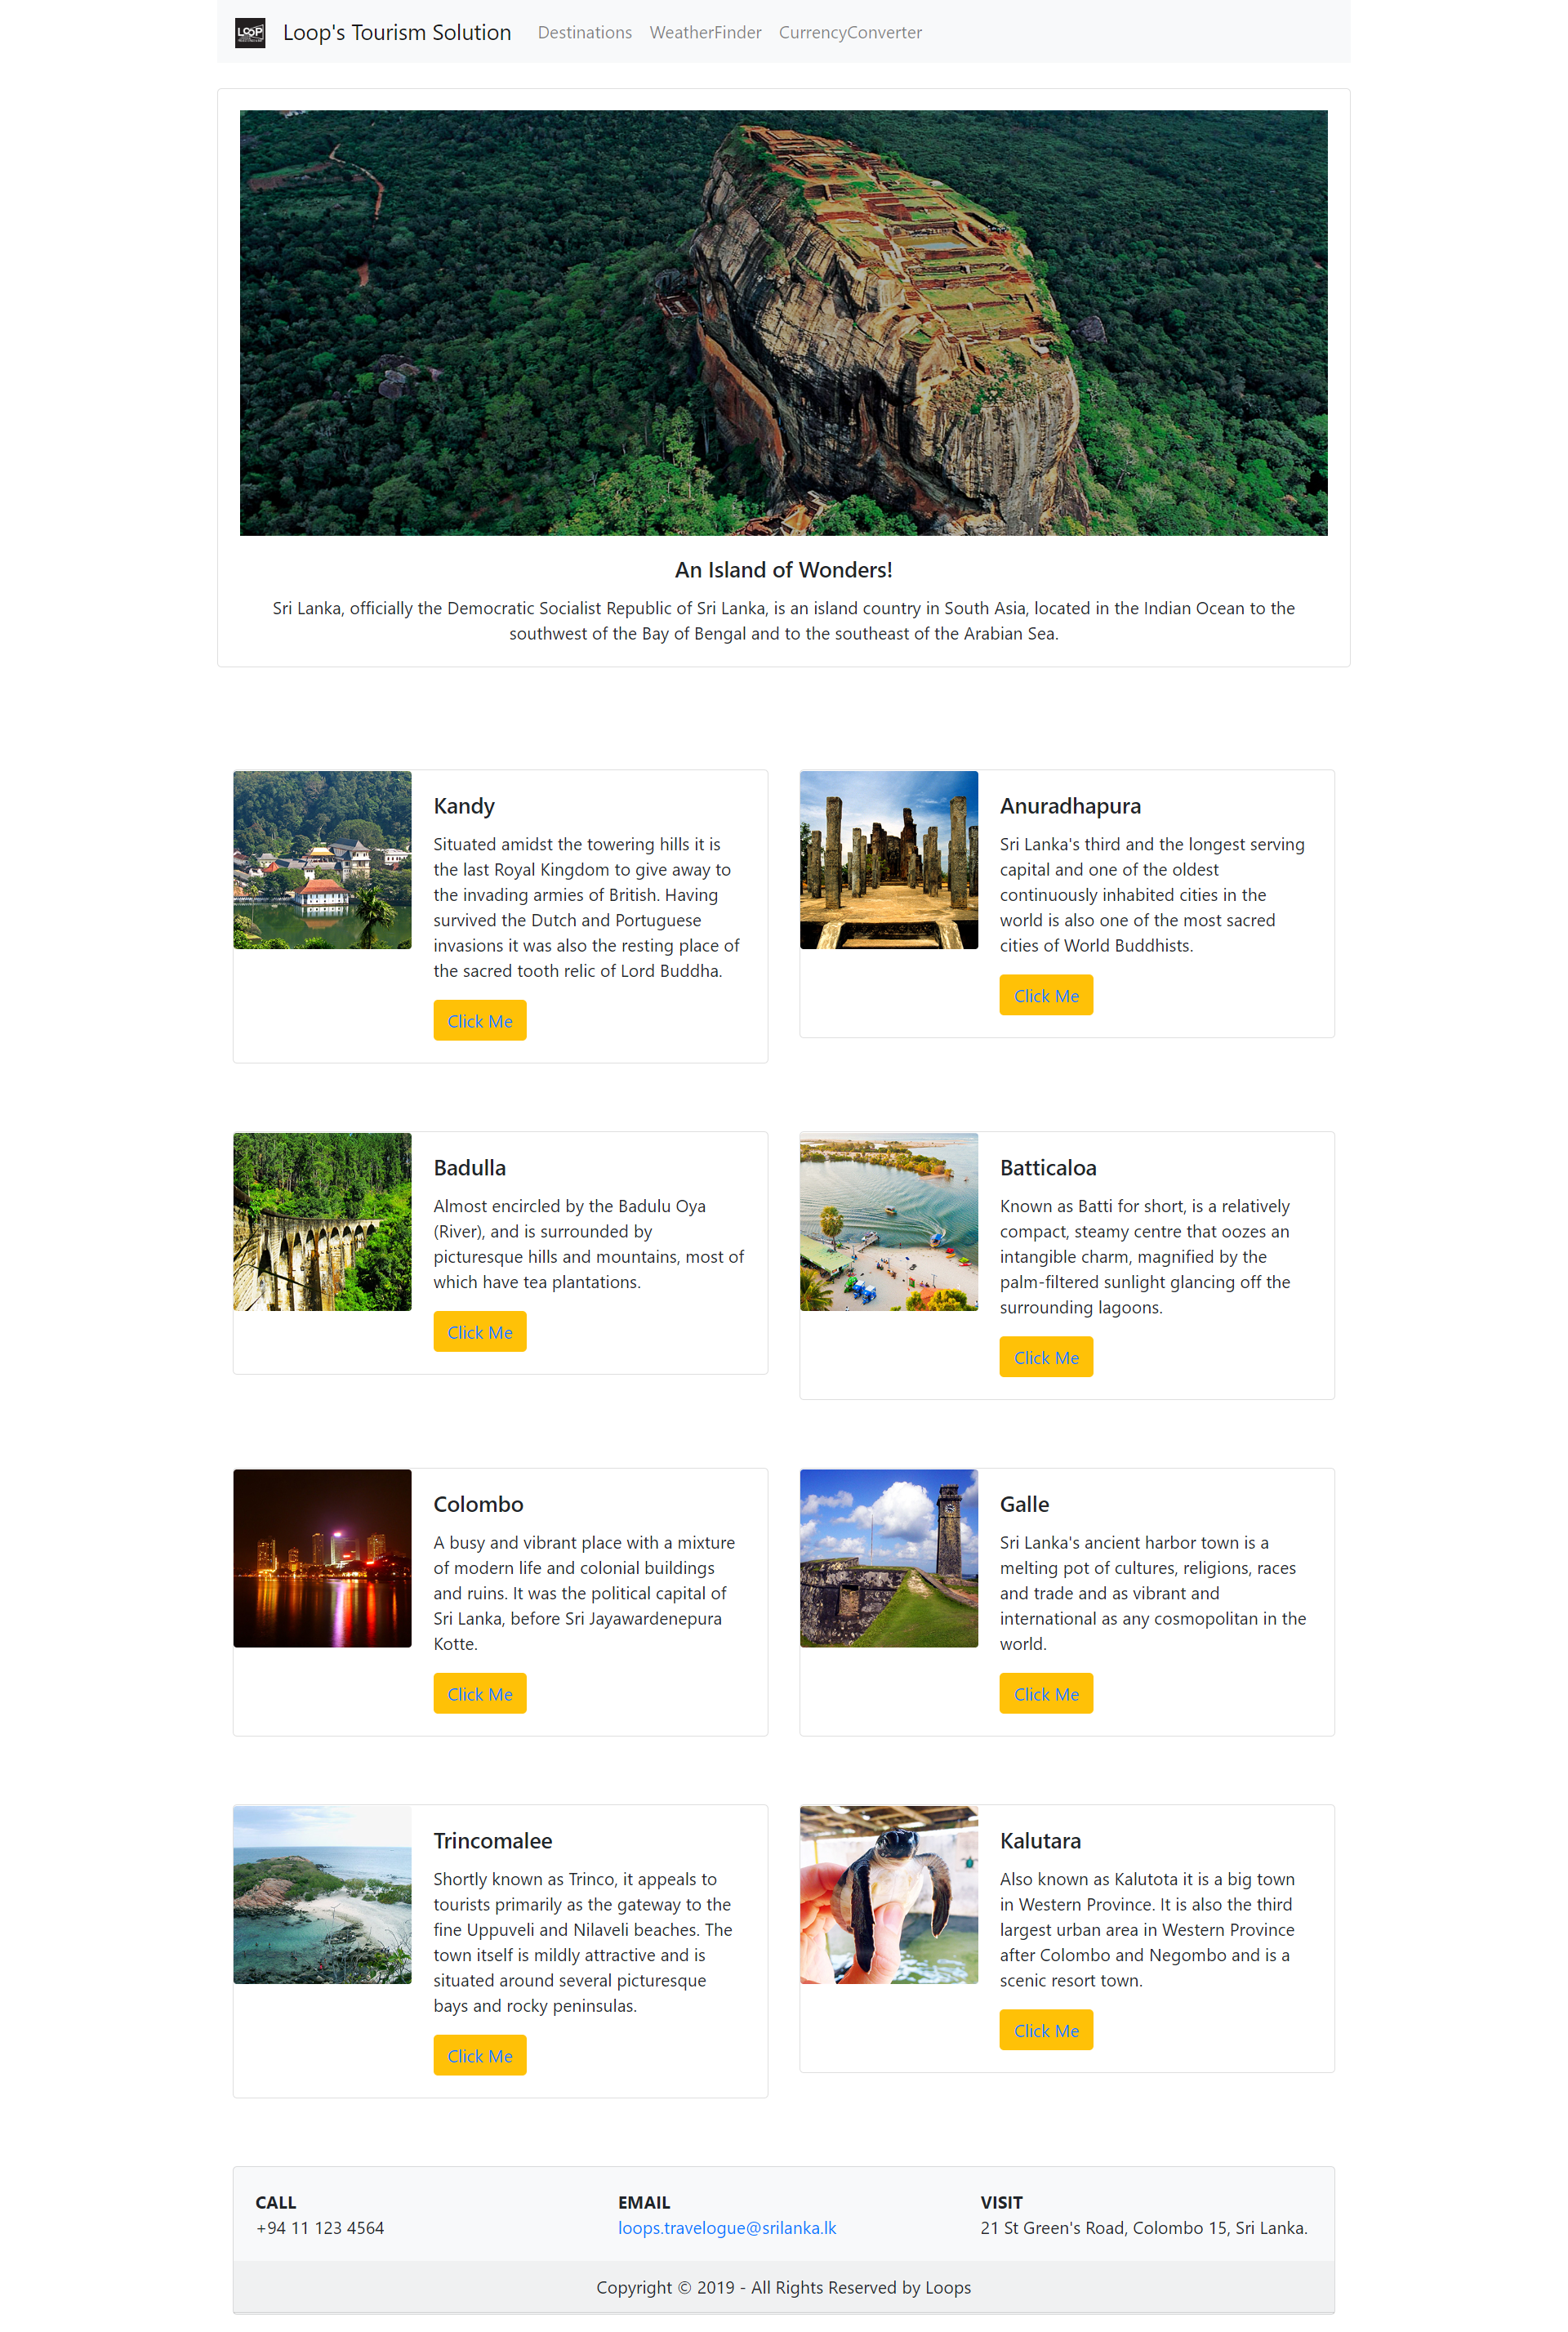 LOOP
Loop's Tourism Solution
Destinations
WeatherFinder
CurrencyConverter
An Island of Wonders!
Sri Lanka, officially the Democratic Socialist Republic of Sri Lanka, is an island country in South Asia, located in the Indian Ocean to the
southwest of the Bay of Bengal and to the southeast of the Arabian Sea.
Kandy
Situated amidst the towering hills it is
the last Royal Kingdom to give away to
the invading armies of British. Having
survived the Dutch and Portuguese
invasions it was also the resting place of
the sacred tooth relic of Lord Buddha.
Click Me
Anuradhapura
Sri Lanka's third and the longest serving
capital and one of the oldest
continuously inhabited cities in the
world is also one of the most sacred
cities of World Buddhists.
Click Me
Badulla
Almost encircled by the Badulu Oya
(River), and is surrounded by
picturesque hills and mountains, most of
which have tea plantations.
Click Me
Batticaloa
Known as Batti for short, is a relatively
compact, steamy centre that oozes an
intangible charm, magnified by the
palm-filtered sunlight glancing off the
surrounding lagoons.
Click Me
Colombo
A busy and vibrant place with a mixture
of modern life and colonial buildings
and ruins. It was the political capital of
Sri Lanka, before Sri Jayawardenepura
Kotte.
Click Me
Galle
Sri Lanka's ancient harbor town is a
melting pot of cultures, religions, races
and trade and as vibrant and
international as any cosmopolitan in the
world.
Click Me
Trincomalee
Shortly known as Trinco, it appeals to
tourists primarily as the gateway to the
fine Uppuveli and Nilaveli beaches. The
town itself is mildly attractive and is
situated around several picturesque
bays and rocky peninsulas.
Click Me
Kalutara
Also known as Kalutota it is a big town
in Western Province. It is also the third
largest urban area in Western Province
after Colombo and Negombo and is a
scenic resort town.
Click Me
CALL
+94 11 123 4564
EMAIL
loops.travelogue@srilanka.lk
VISIT
21 St Green's Road, Colombo 15, Sri Lanka.
Copyright © 2019 - All Rights Reserved by Loops